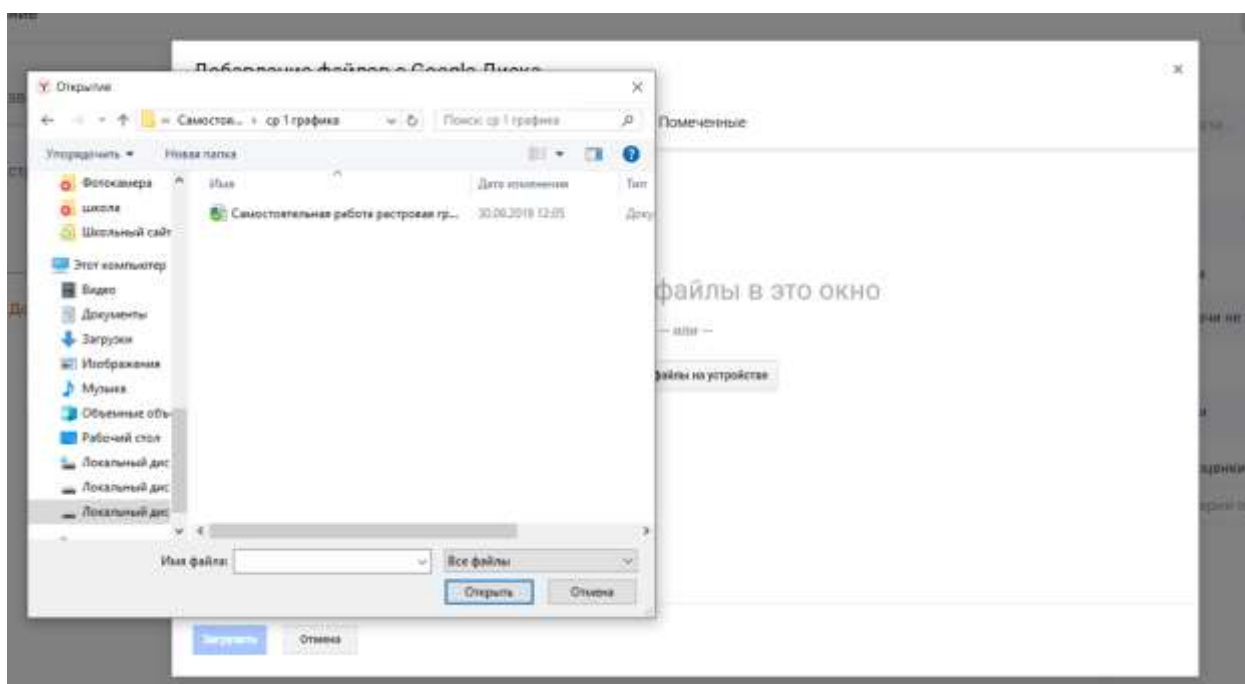 Добавление файлов с Google Диска
Открытие
Самостоя... ср 1 графика
Поиск: ср 1 графика
Помеченные
Упорядочить
Новая папка
Фотокамера
школа
Школьный сайт
Этот компьютер
Видео
Документы
Загрузки
Изображения
Музыка
Объемные объ
Рабочий стол
Локальный дис
Локальный дис
Локальный дис
Имя
Дата изменения
Тип
Самостоятельная работа растровая гр...
30.08.2019 12:05
Доку
файлы в это окно
— или —
файлы на устройстве
Имя файла:
Все файлы
Открыть
Отмена
Загрузить
Отмена